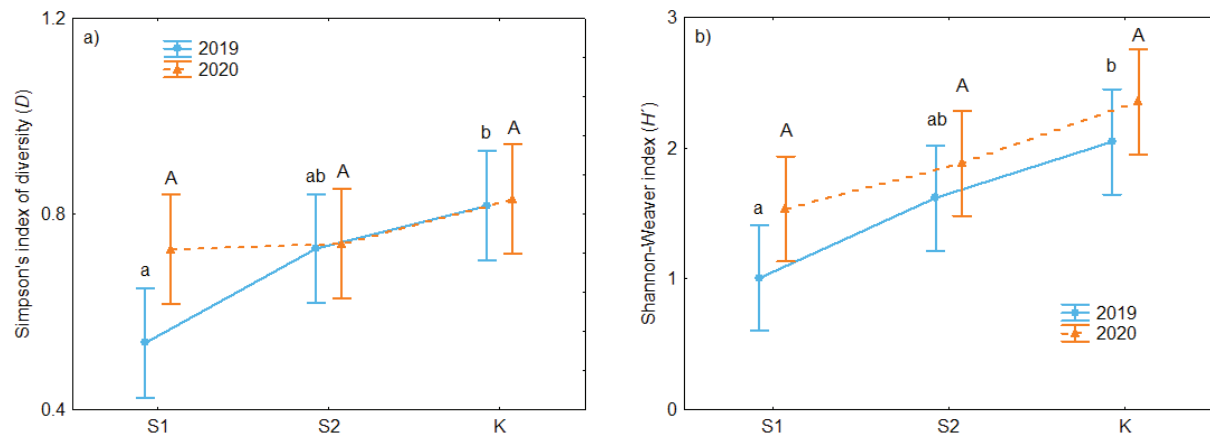 1.2
a)
2019
2020
Simpson's index of diversity (D)
0.8
0.4
a
A
ab
A
b
A
S1
S2
K
3
b)
Shannon-Weaver index (H´)
2
1
0
a
A
ab
A
b
A
2019
2020
S1
S2
K